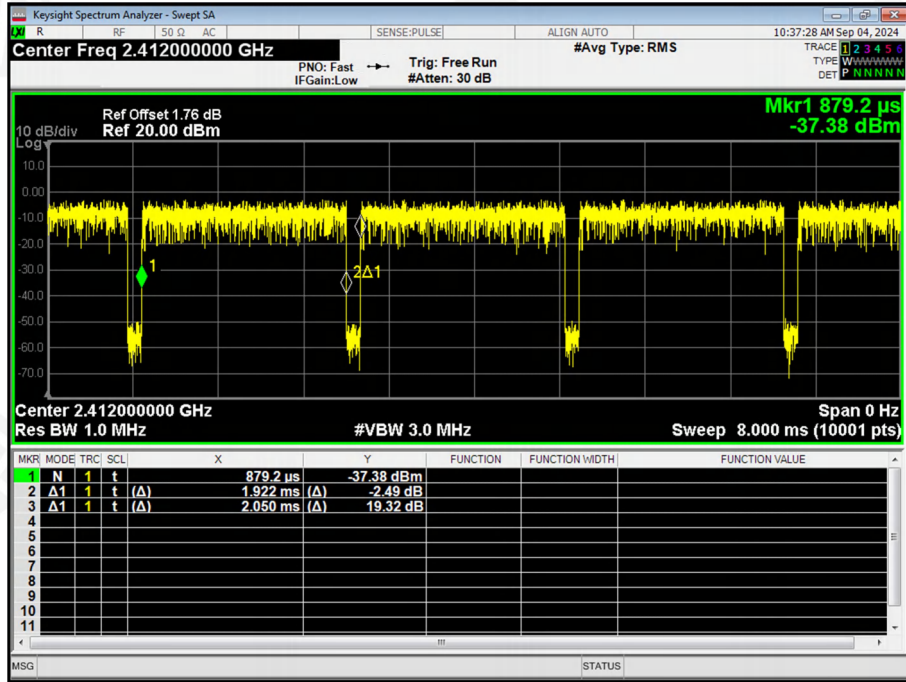 Keysight Spectrum Analyzer - Swept SA
LXI R RF 50 Ω AC SENSE:PULSE ALIGN AUTO 10:37:28 AM Sep 04, 2024
Center Freq 2.412000000 GHz #Avg Type: RMS TRACE 1 2 3 4 5 6
PNO: Fast Trig: Free Run TYPE WWWWWW
IFGain:Low #Atten: 30 dB DET P N N N N N
Ref Offset 1.76 dB Mkr1 879.2 µs
10 dB/div Ref 20.00 dBm -37.38 dBm
Log
10.0
0.00
-10.0
-20.0
-30.0
-40.0
-50.0
-60.0
-70.0
1
2Δ1
Center 2.412000000 GHz Span 0 Hz
Res BW 1.0 MHz #VBW 3.0 MHz Sweep 8.000 ms (10001 pts)
MKR MODE TRC SCL X Y FUNCTION FUNCTION WIDTH FUNCTION VALUE
1 N 1 t 879.2 µs -37.38 dBm
2 Δ1 1 t (Δ) 1.922 ms (Δ) -2.49 dB
3 Δ1 1 t (Δ) 2.050 ms (Δ) 19.32 dB
4
5
6
7
8
9
10
11
MSG STATUS